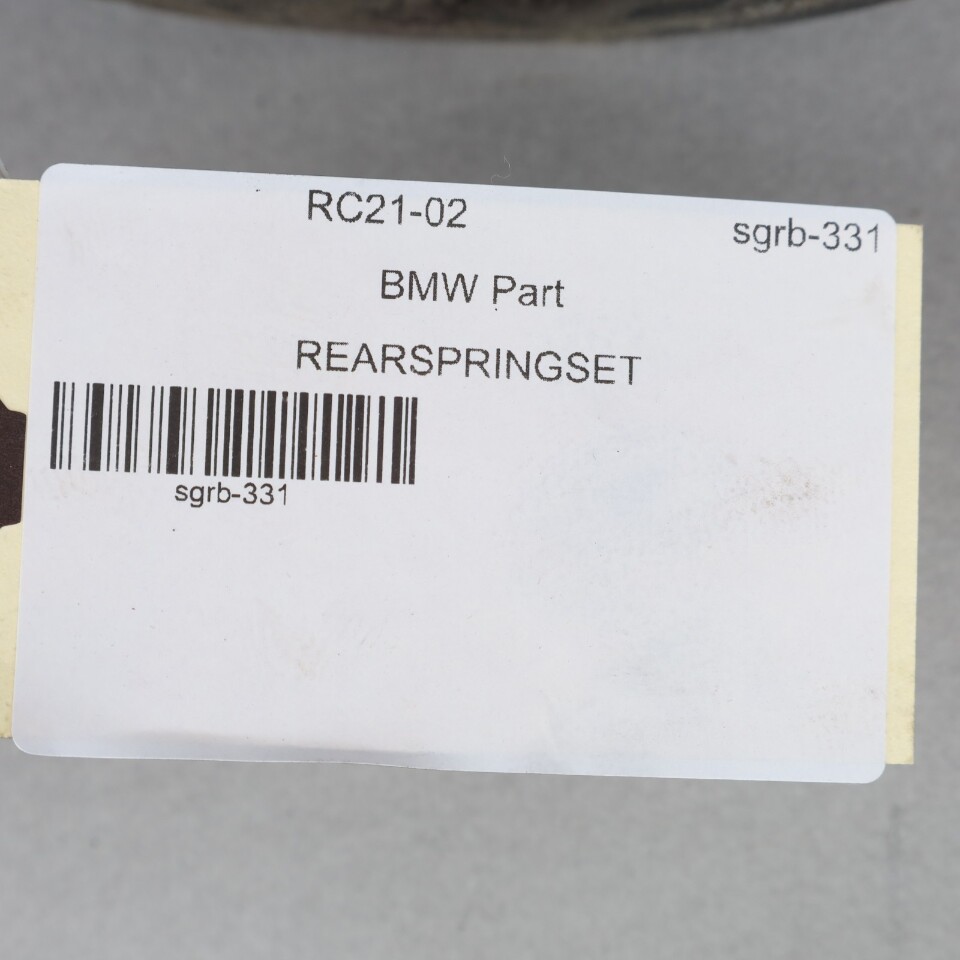 RC21-02
sgrb-331
BMW Part
REARSPRINGSET
sgrb-331